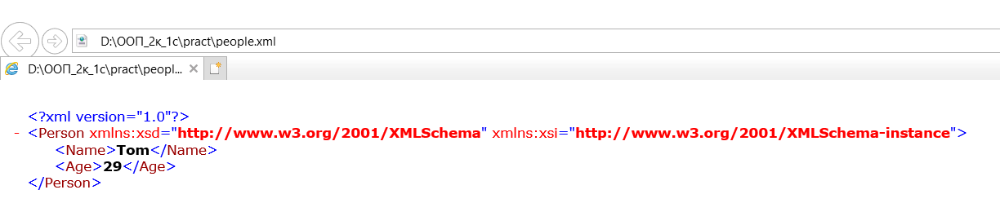 D:\ООП_2к_1с\pract\people.xml
D:\ООП_2к_1с\pract\peopl...
<?xml version="1.0"?>
- <Person xmlns:xsd="http://www.w3.org/2001/XMLSchema" xmlns:xsi="http://www.w3.org/2001/XMLSchema-instance">
<Name>Tom</Name>
<Age>29</Age>
</Person>